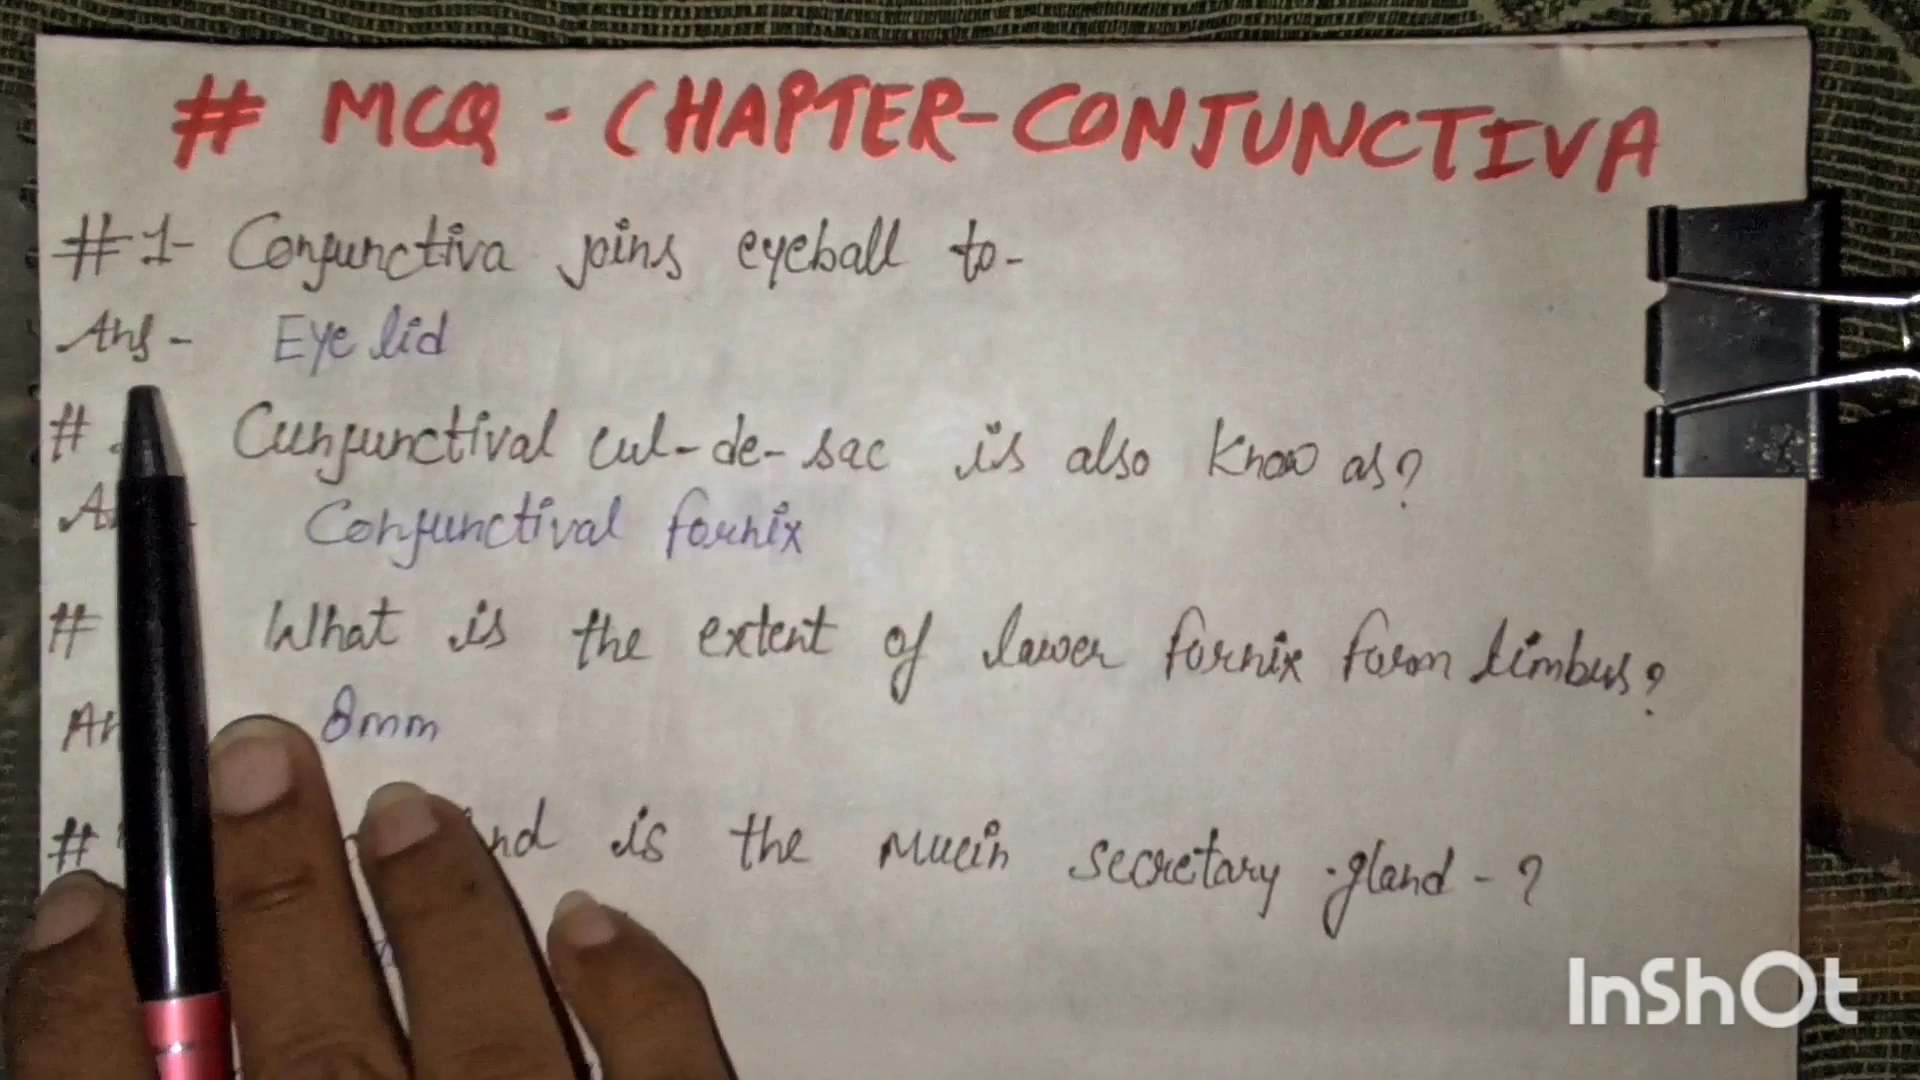 # MCQ - CHAPTER-CONJUNCTIVA
#1- Conjunctiva joins eyeball to-
Ans - Eye lid
# Cunjunctival cul-de-sac is also know as?
Conjunctival fornix
# What is the extent of lower fornix form limbus?
8mm
# is the Mucin secretary gland - ?
InShOt